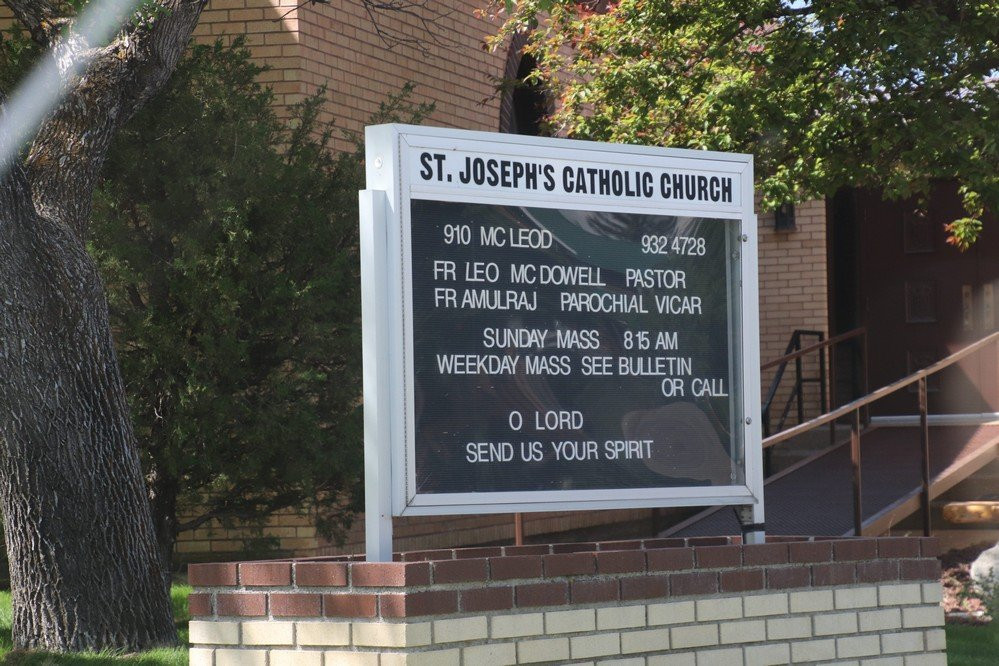 ST. JOSEPH'S CATHOLIC CHURCH
910 MC LEOD 932 4728
FR LEO MC DOWELL PASTOR
FR AMULRAJ PAROCHIAL VICAR
SUNDAY MASS 8 15 AM
WEEKDAY MASS SEE BULLETIN
OR CALL
O LORD
SEND US YOUR SPIRIT